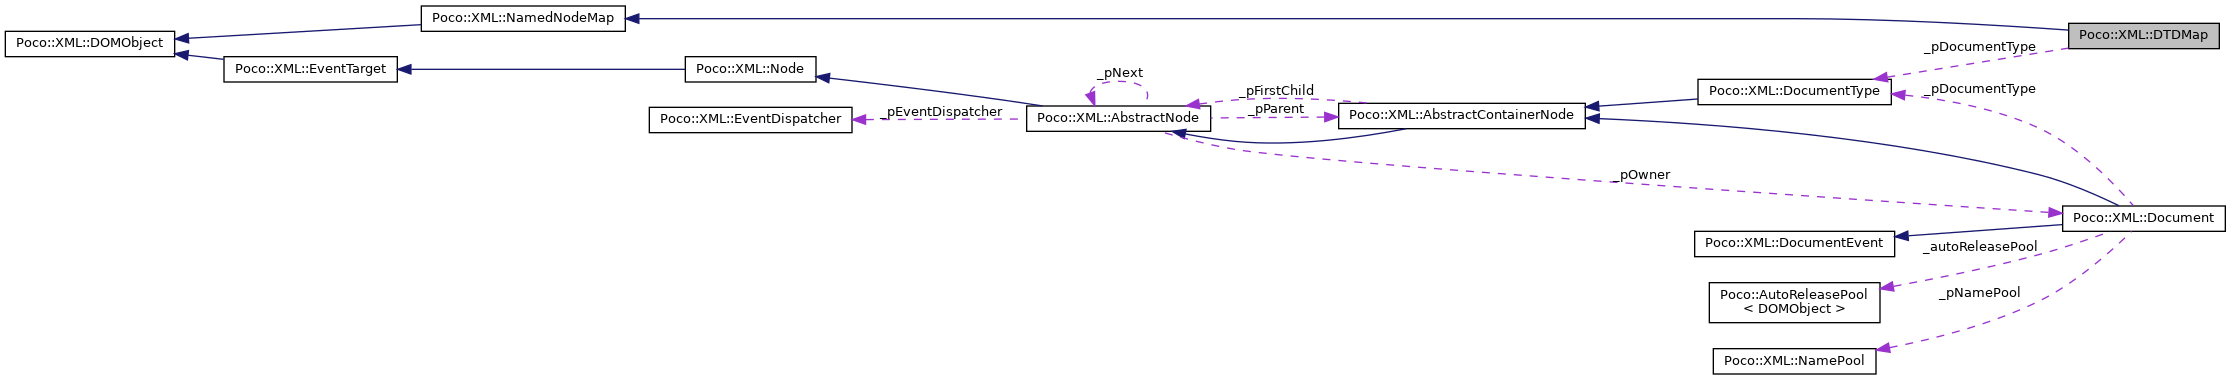 Poco::XML::NamedNodeMap
Poco::XML::DTDMap
Poco::XML::DOMObject
_pDocumentType
Poco::XML::EventTarget
Poco::XML::Node
_pNext
Poco::XML::DocumentType
_pDocumentType
_pFirstChild
_pParent
_pEventDispatcher
Poco::XML::EventDispatcher
Poco::XML::AbstractNode
Poco::XML::AbstractContainerNode
_pOwner
Poco::XML::Document
Poco::XML::DocumentEvent
_autoReleasePool
Poco::AutoReleasePool
< DOMObject >
_pNamePool
Poco::XML::NamePool